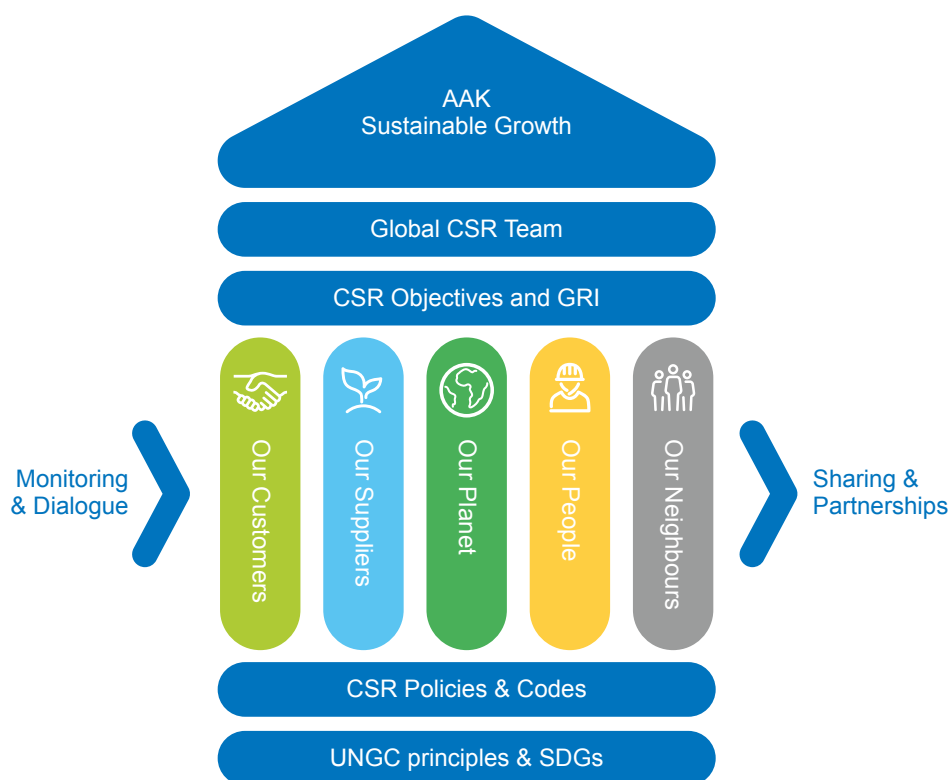 AAK
Sustainable Growth
Global CSR Team
CSR Objectives and GRI
Monitoring
& Dialogue
Our Customers
Our Suppliers
Our Planet
Our People
Our Neighbours
Sharing &
Partnerships
CSR Policies & Codes
UNGC principles & SDGs